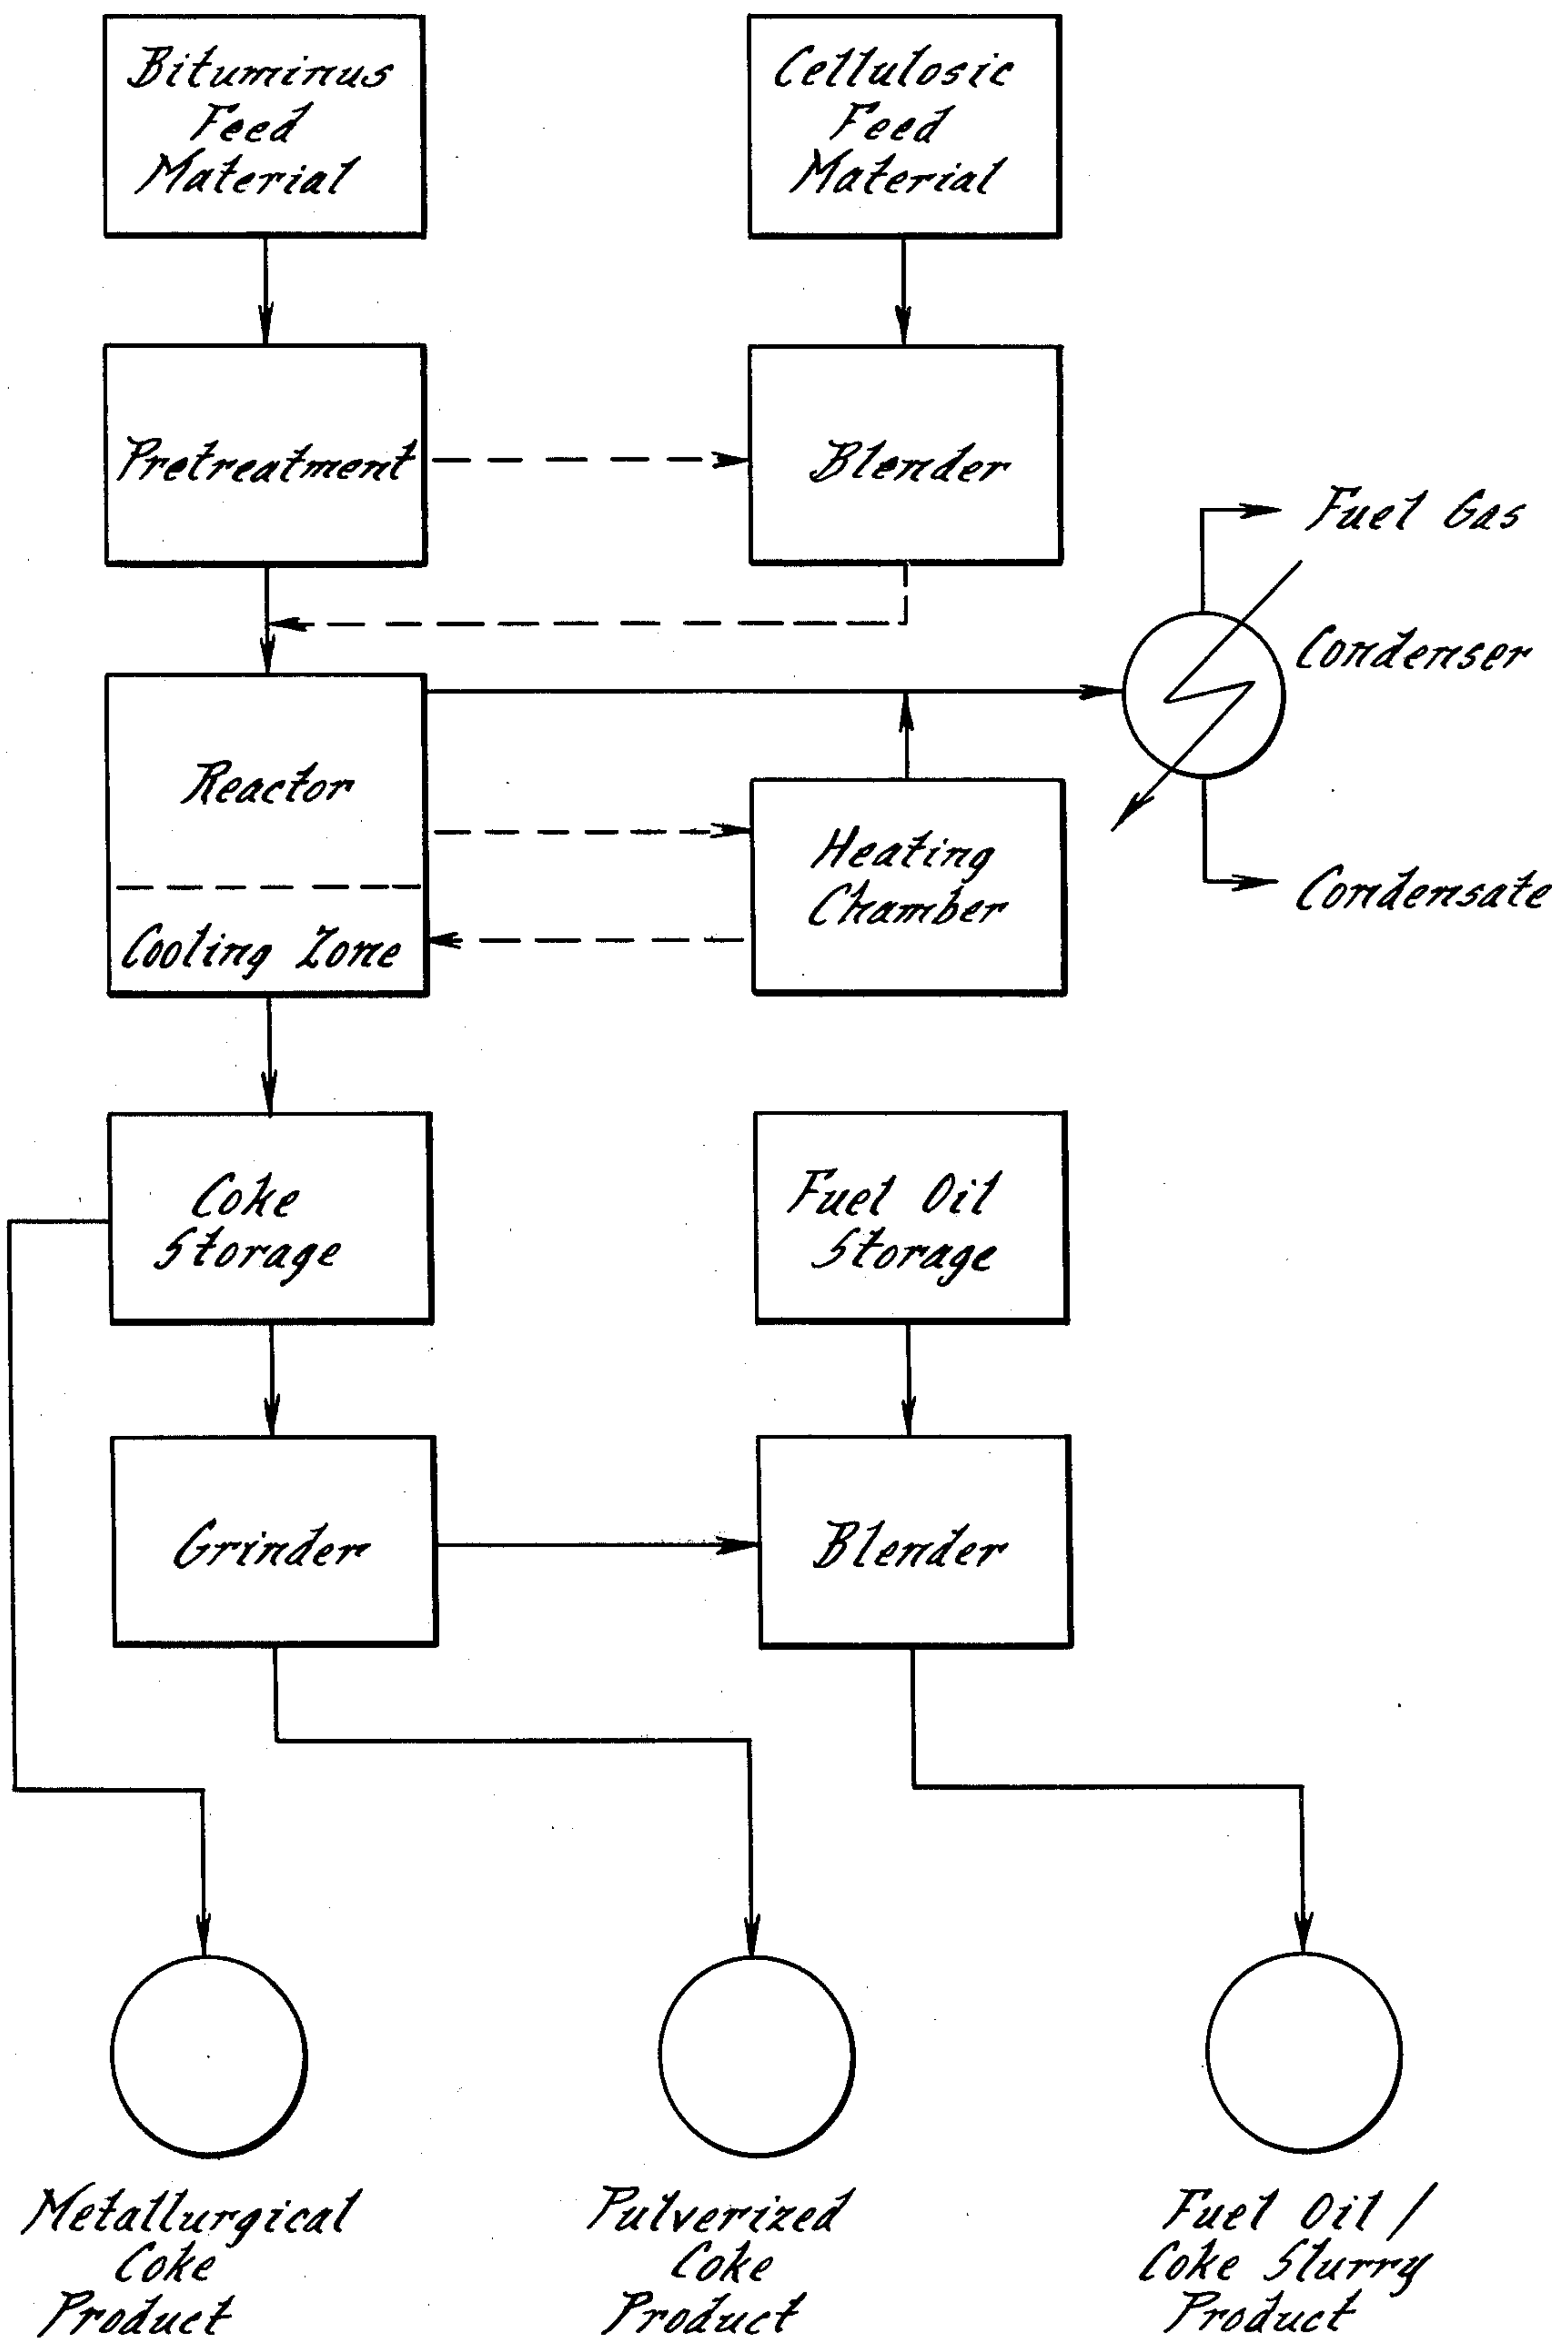 Bituminus
Feed
Material
Cellulosic
Feed
Material
Pretreatment
Blender
Fuel Gas
Condenser
Reactor
Heating
Chamber
Condensate
Cooling Zone
Coke
Storage
Fuel Oil
Storage
Grinder
Blender
Metallurgical
Coke
Product
Pulverized
Coke
Product
Fuel Oil /
Coke Slurry
Product